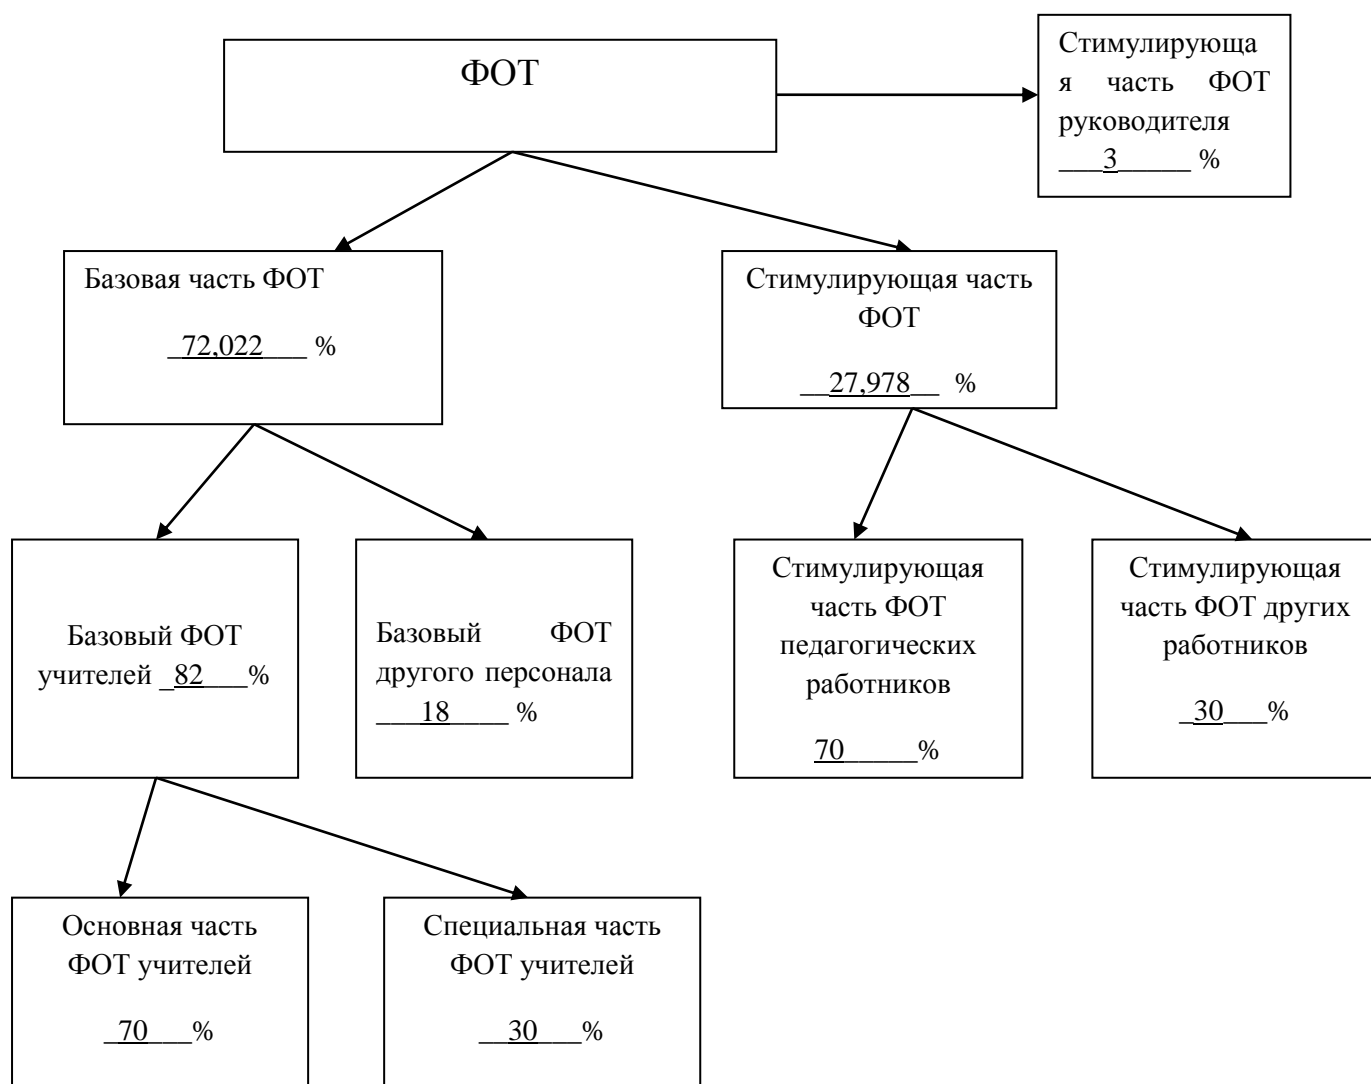 ФОТ
Стимулирующа
я часть ФОТ
руководителя
___3_____ %
Базовая часть ФОТ
_72,022____ %
Стимулирующая часть
ФОТ
__27,978__ %
Базовый ФОТ
учителей _82___%
Базовый ФОТ
другого персонала
___18____ %
Стимулирующая
часть ФОТ
педагогических
работников
70_____%
Стимулирующая
часть ФОТ других
работников
_30___%
Основная часть
ФОТ учителей
_70___%
Специальная часть
ФОТ учителей
__30___%